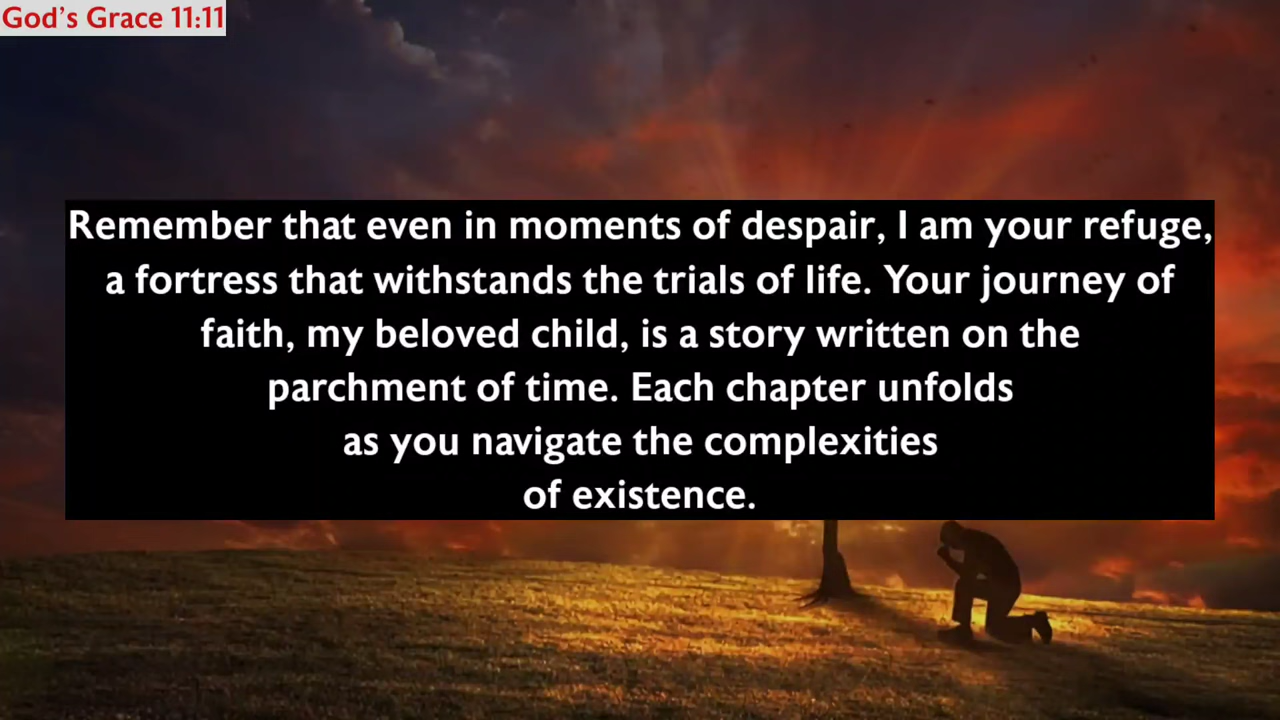 God's Grace 11:11
Remember that even in moments of despair, I am your refuge,
a fortress that withstands the trials of life. Your journey of
faith, my beloved child, is a story written on the
parchment of time. Each chapter unfolds
as you navigate the complexities
of existence.